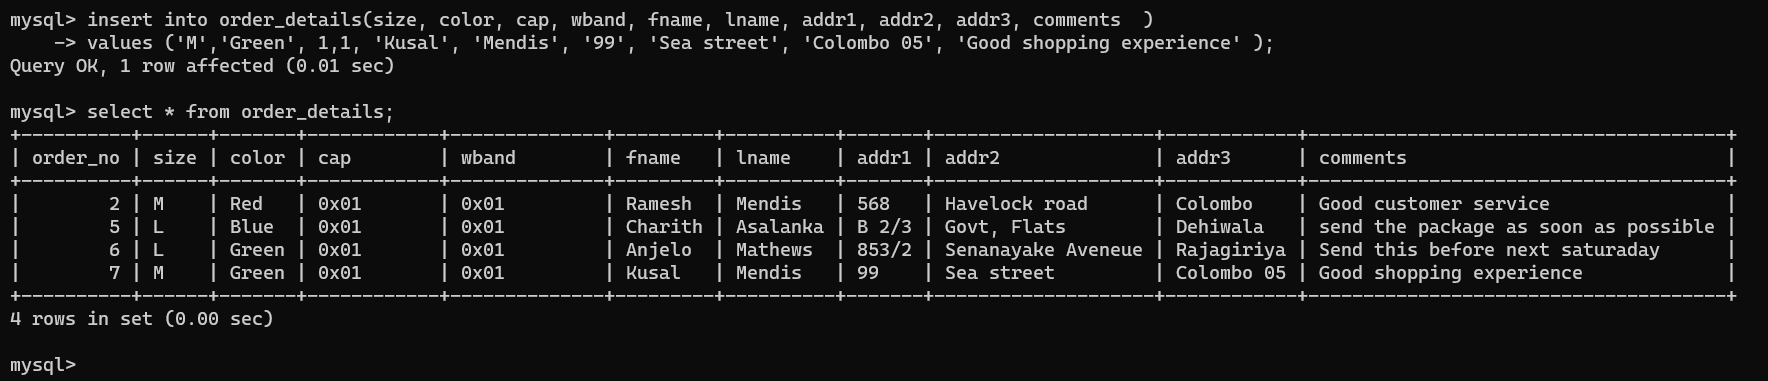 mysql> insert into order_details(size, color, cap, wband, fname, lname, addr1, addr2, addr3, comments  )
    -> values ('M','Green', 1,1, 'Kusal', 'Mendis', '99', 'Sea street', 'Colombo 05', 'Good shopping experience' );
Query OK, 1 row affected (0.01 sec)

mysql> select * from order_details;
+----------+------+-------+------------+--------------+---------+----------+-------+--------------------+------------+--------------------------------------+
| order_no | size | color | cap        | wband        | fname   | lname    | addr1 | addr2              | addr3      | comments                             |
+----------+------+-------+------------+--------------+---------+----------+-------+--------------------+------------+--------------------------------------+
|        2 | M    | Red   | 0x01       | 0x01         | Ramesh  | Mendis   | 568   | Havelock road      | Colombo    | Good customer service                |
|        5 | L    | Blue  | 0x01       | 0x01         | Charith | Asalanka | B 2/3 | Govt, Flats        | Dehiwala   | send the package as soon as possible |
|        6 | L    | Green | 0x01       | 0x01         | Anjelo  | Mathews  | 853/2 | Senanayake Aveneue | Rajagiriya | Send this before next saturaday      |
|        7 | M    | Green | 0x01       | 0x01         | Kusal   | Mendis   | 99    | Sea street         | Colombo 05 | Good shopping experience             |
+----------+------+-------+------------+--------------+---------+----------+-------+--------------------+------------+--------------------------------------+
4 rows in set (0.00 sec)

mysql>